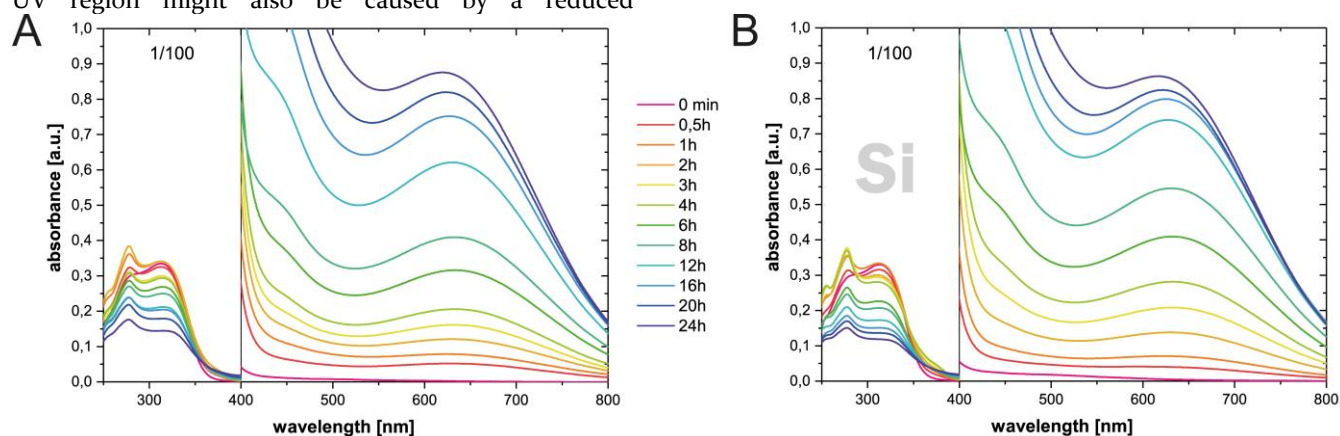 UV region might also be caused by a reduced
A
1/100
1,0
0,9
0,8
0,7
0,6
0,5
0,4
0,3
0,2
0,1
0,0
absorbance [a.u.]
300 400 500 600 700 800
wavelength [nm]
0 min
0,5h
1h
2h
3h
4h
6h
8h
12h
16h
20h
24h
B
1/100
Si
1,0
0,9
0,8
0,7
0,6
0,5
0,4
0,3
0,2
0,1
0,0
absorbance [a.u.]
300 400 500 600 700 800
wavelength [nm]